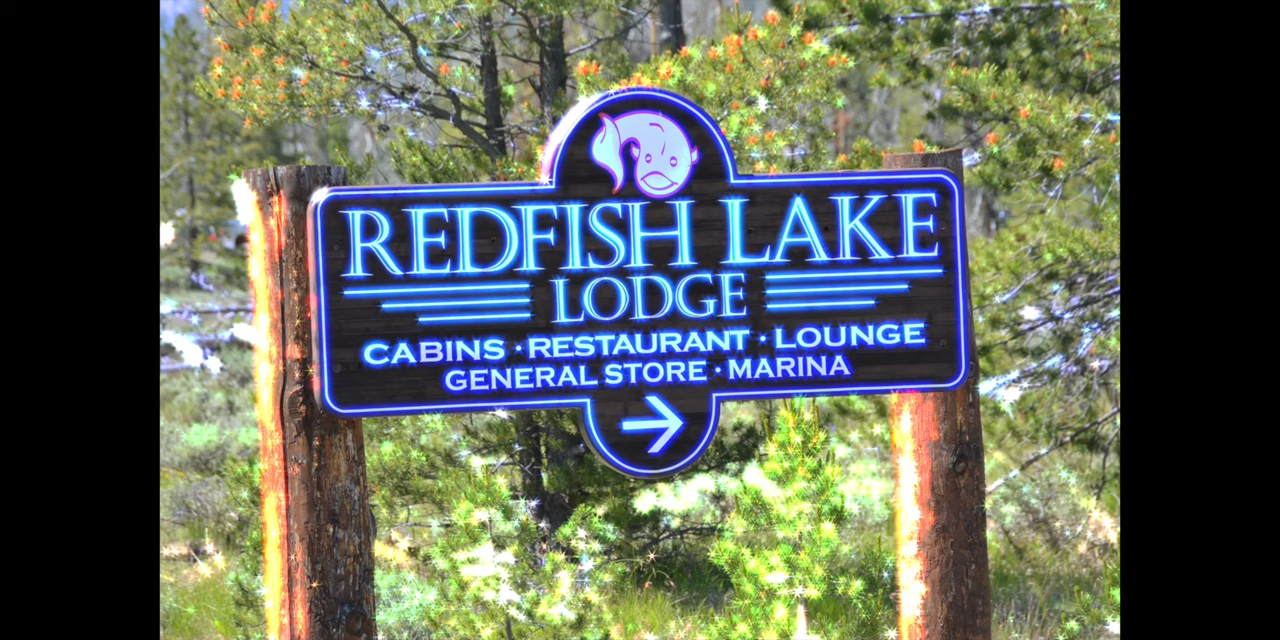 REDFISH LAKE
LODGE
CABINS · RESTAURANT · LOUNGE
GENERAL STORE · MARINA